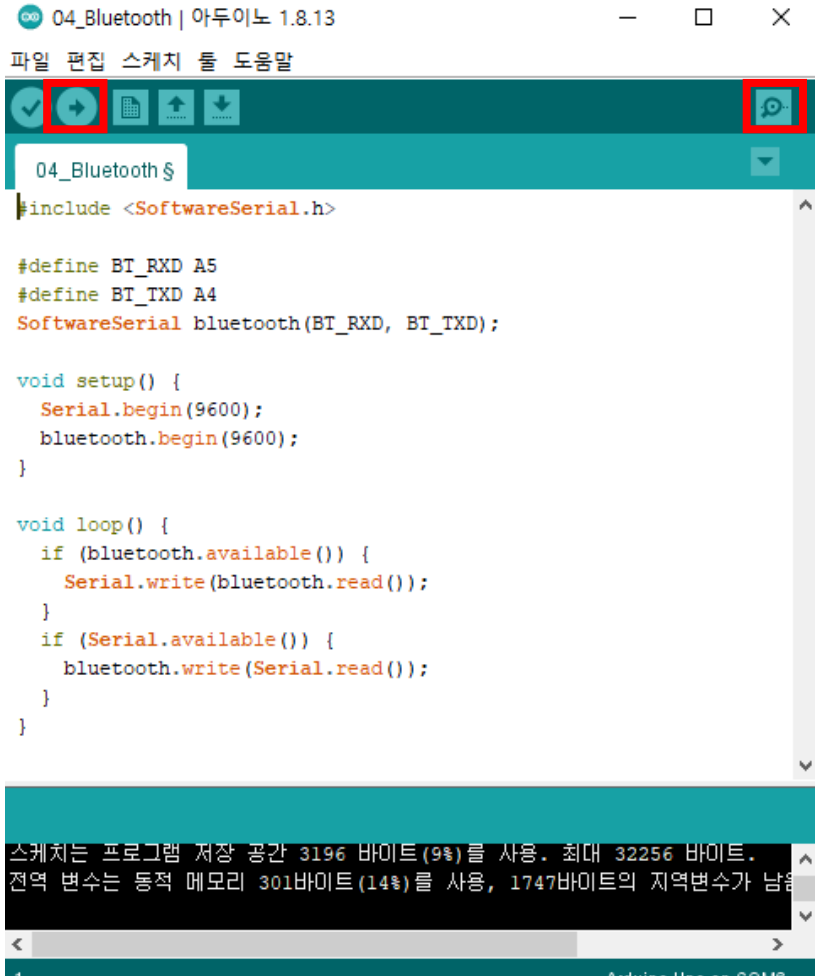 04_Bluetooth | 아두이노 1.8.13
파일 편집 스케치 툴 도움말
04_Bluetooth §
#include <SoftwareSerial.h>
#define BT_RXD A5
#define BT_TXD A4
SoftwareSerial bluetooth(BT_RXD, BT_TXD);
void setup() {
  Serial.begin(9600);
  bluetooth.begin(9600);
}
void loop() {
  if (bluetooth.available()) {
    Serial.write(bluetooth.read());
  }
  if (Serial.available()) {
    bluetooth.write(Serial.read());
  }
}
스케치는 프로그램 저장 공간 3196 바이트(9%)를 사용. 최대 32256 바이트.
전역 변수는 동적 메모리 301바이트(14%)를 사용, 1747바이트의 지역변수가
1
Arduino Uno on